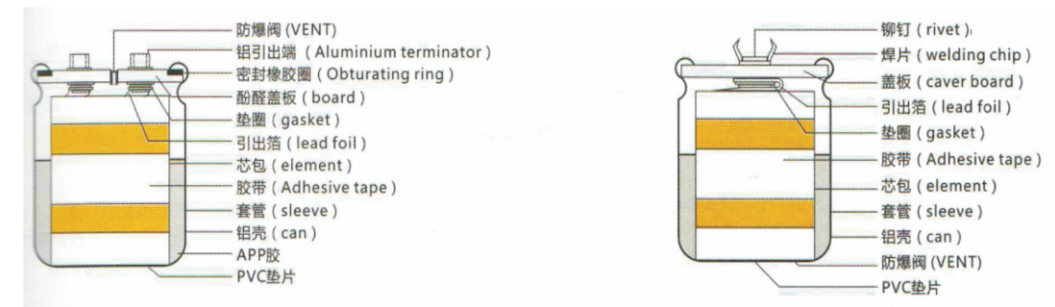 防爆阀 (VENT)
铝引出端 ( Aluminium terminator )
密封橡胶圈 ( Obturating ring )
酚醛盖板 ( board )
垫圈 ( gasket )
引出箔 ( lead foil )
芯包 ( element )
胶带 ( Adhesive tape )
套管 ( sleeve )
铝壳 ( can )
APP胶
PVC垫片
铆钉 ( rivet )
焊片 ( welding chip )
盖板 ( caver board )
引出箔 ( lead foil )
垫圈 ( gasket )
胶带 ( Adhesive tape )
芯包 ( element )
套管 ( sleeve )
铝壳 ( can )
防爆阀 (VENT)
PVC垫片